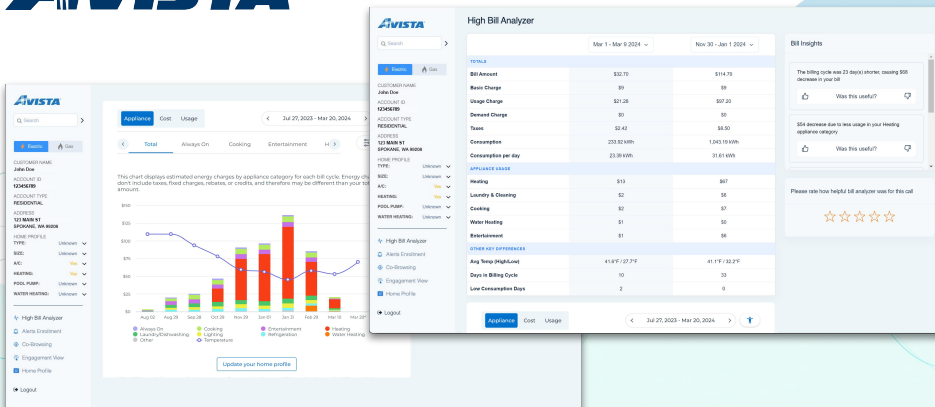 AVISTA
AVISTA
Search
Electric Gas
CUSTOMER NAME
John Doe
ACCOUNT ID
123456789
ACCOUNT TYPE
RESIDENTIAL
ADDRESS
123 MAIN ST
SPOKANE, WA 99208
HOME PROFILE
TYPE: Unknown
SIZE: Unknown
A/C: Yes
HEATING: Yes
POOL PUMP: Unknown
WATER HEATING: Unknown
High Bill Analyzer
Alerts Enrollment
Co-Browsing
Engagement View
Home Profile
Logout
Appliance Cost Usage
Jul 27, 2023 - Mar 20, 2024
Total Always On Cooking Entertainment H
This chart displays estimated energy charges by appliance category for each bill cycle. Energy cha
don't include taxes, fixed charges, rebates, or credits, and therefore may be different than your tot
amount.
$150
$125
$100
$75
$50
$25
$0
Aug 02 Aug 29 Sep 28 Oct 29 Nov 29 Jan 01 Jan 31 Feb 29 Mar 10 Mar 20*
Always On Cooking Entertainment Heating
Laundry/Dishwashing Lighting Refrigeration Water Heating
Other Temperature
Update your home profile
AVISTA
Search
Electric Gas
CUSTOMER NAME
John Doe
ACCOUNT ID
123456789
ACCOUNT TYPE
RESIDENTIAL
ADDRESS
123 MAIN ST
SPOKANE, WA 99208
HOME PROFILE
TYPE: Unknown
SIZE: Unknown
A/C: Yes
HEATING: Yes
POOL PUMP: Unknown
WATER HEATING: Unknown
High Bill Analyzer
Alerts Enrollment
Co-Browsing
Engagement View
Home Profile
Logout
High Bill Analyzer
Mar 1 - Mar 9 2024 Nov 30 - Jan 1 2024
TOTALS
Bill Amount $32.70 $114.70
Basic Charge $9 $9
Usage Charge $21.28 $97.20
Demand Charge $0 $0
Taxes $2.42 $8.50
Consumption 233.92 kWh 1,043.19 kWh
Consumption per day 23.39 kWh 31.61 kWh
APPLIANCE USAGE
Heating $13 $67
Laundry & Cleaning $2 $6
Cooking $2 $7
Water Heating $1 $0
Entertainment $1 $6
OTHER KEY DIFFERENCES
Avg Temp (High/Low) 41.6°F / 27.7°F 41.1°F / 32.2°F
Days in Billing Cycle 10 33
Low Consumption Days 2 0
Appliance Cost Usage
Jul 27, 2023 - Mar 20, 2024
Bill Insights
The billing cycle was 23 day(s) shorter, causing $68
decrease in your bill
Was this useful?
$54 decrease due to less usage in your Heating
appliance category
Was this useful?
Please rate how helpful bill analyzer was for this call